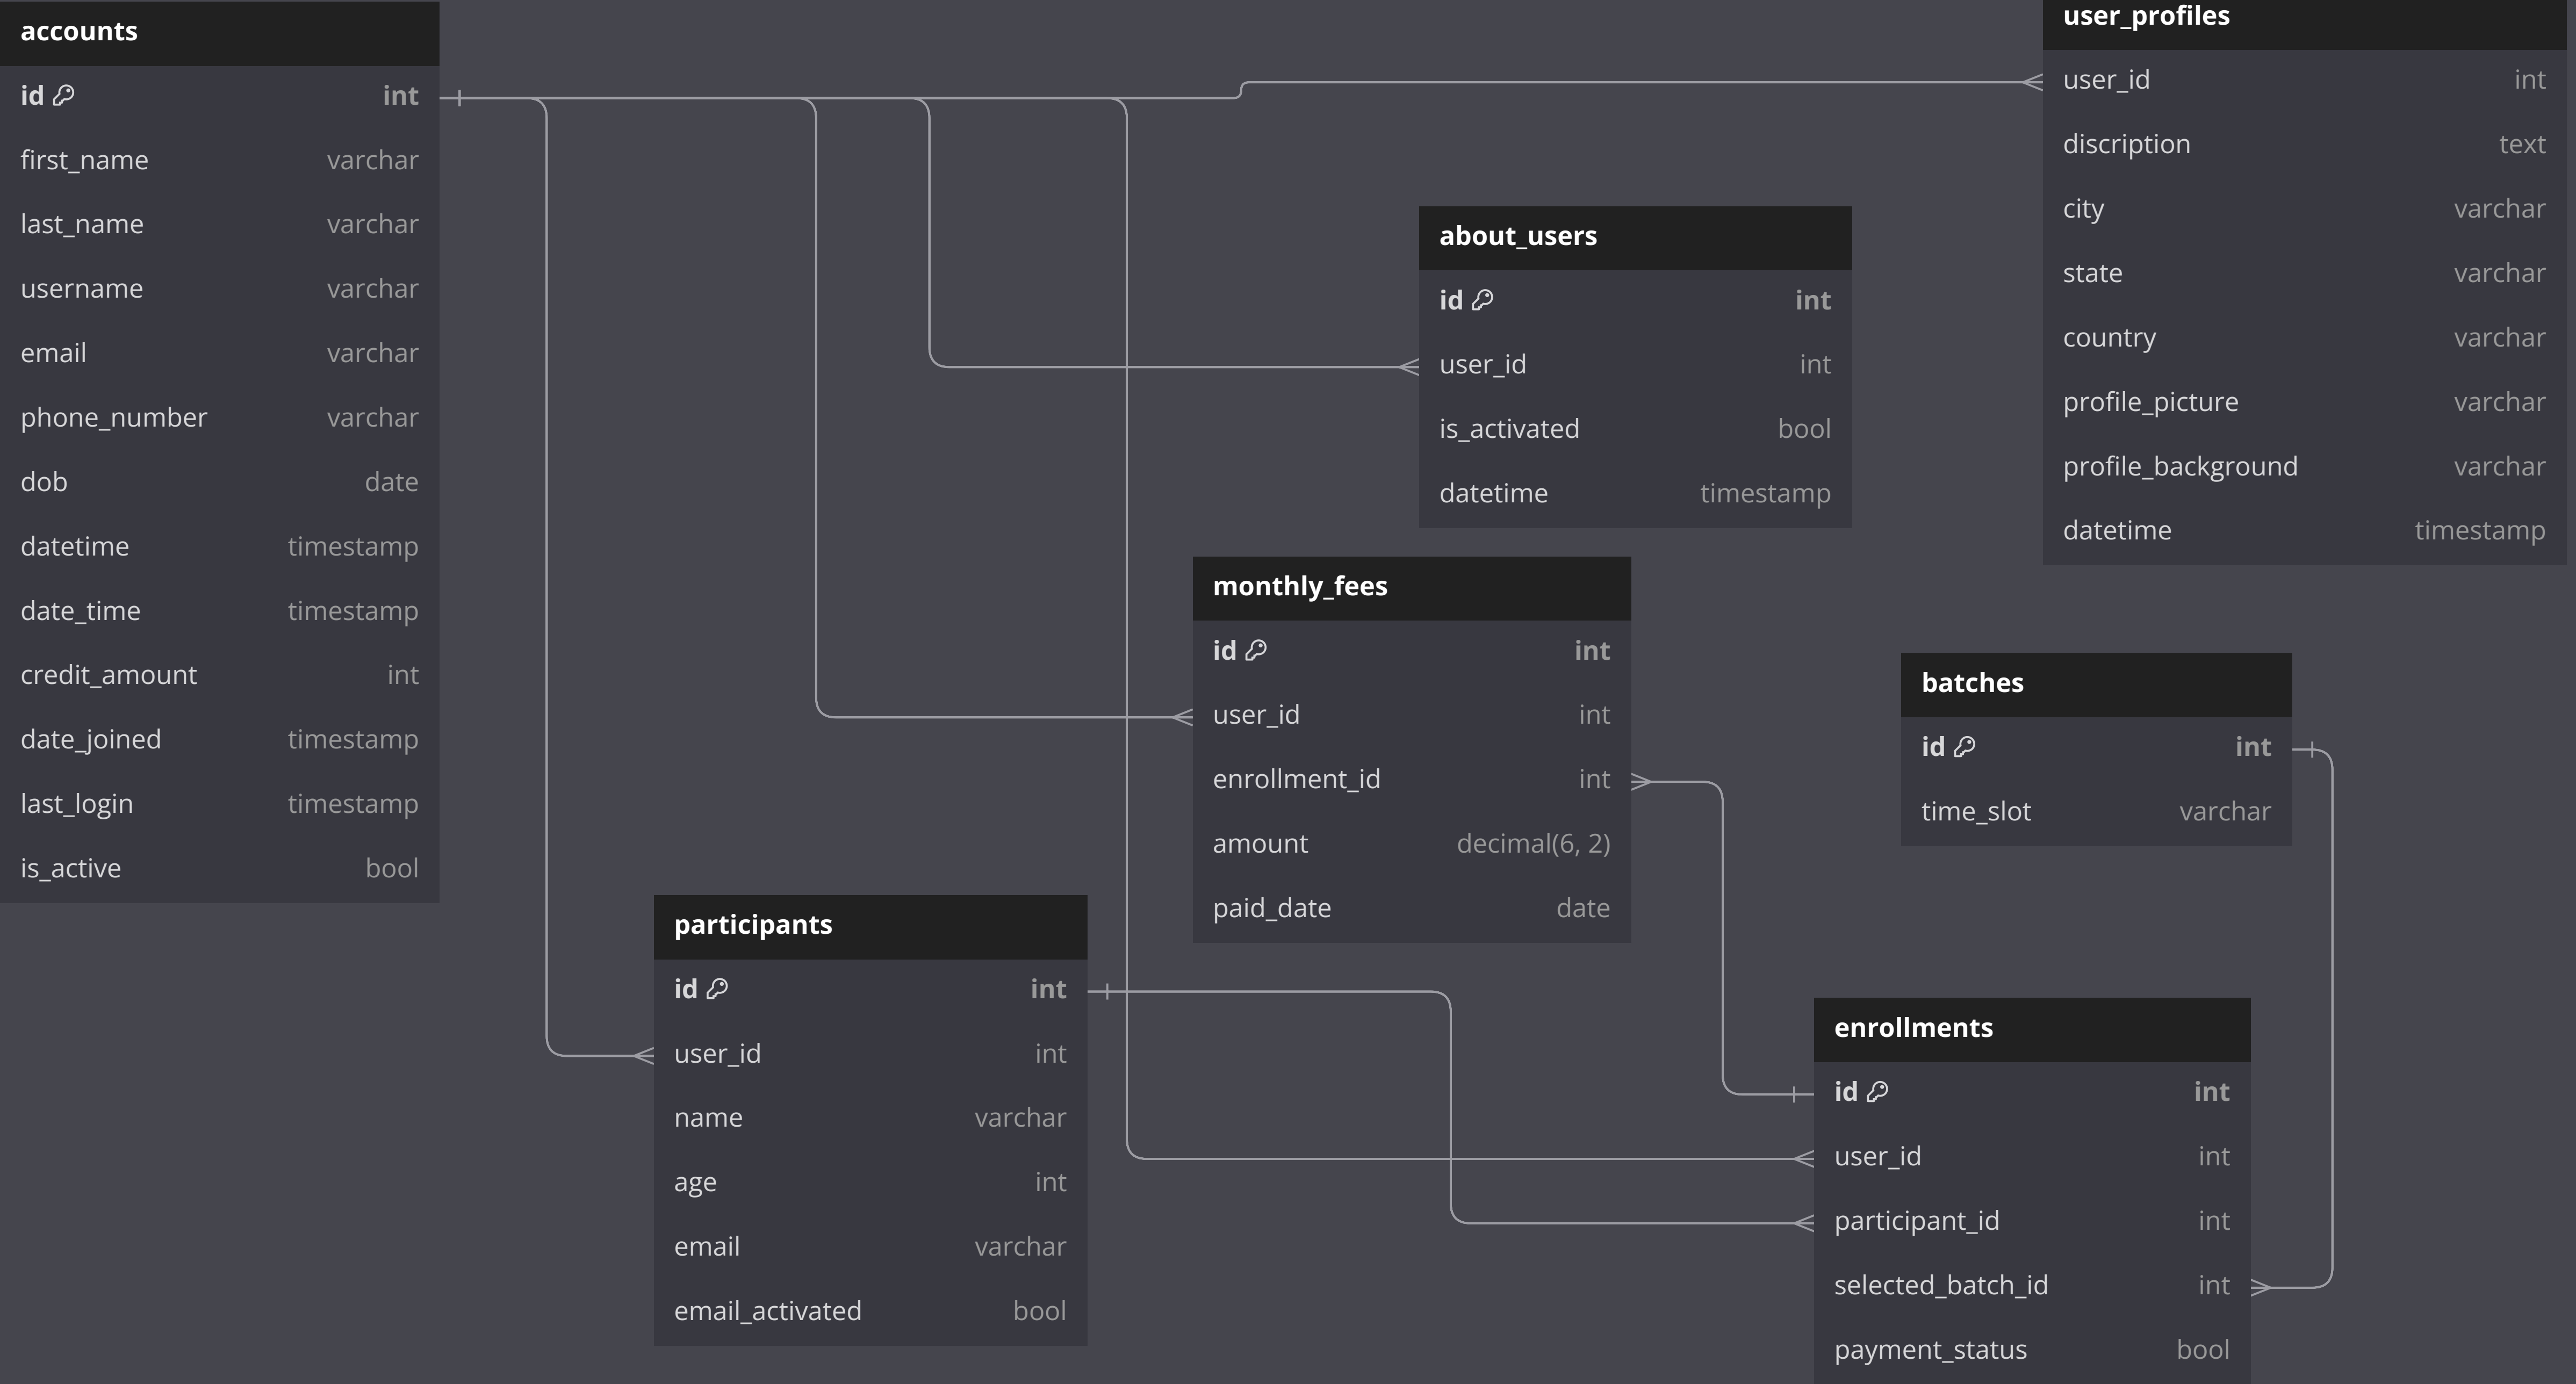 accounts
id int
first_name varchar
last_name varchar
username varchar
email varchar
phone_number varchar
dob date
datetime timestamp
date_time timestamp
credit_amount int
date_joined timestamp
last_login timestamp
is_active bool
user_profiles
user_id int
discription text
city varchar
state varchar
country varchar
profile_picture varchar
profile_background varchar
datetime timestamp
about_users
id int
user_id int
is_activated bool
datetime timestamp
monthly_fees
id int
user_id int
enrollment_id int
amount decimal(6, 2)
paid_date date
batches
id int
time_slot varchar
participants
id int
user_id int
name varchar
age int
email varchar
email_activated bool
enrollments
id int
user_id int
participant_id int
selected_batch_id int
payment_status bool